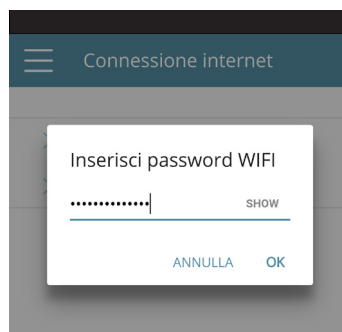 Connessione internet
Inserisci password WIFI
•••••••••••••• SHOW
ANNULLA OK